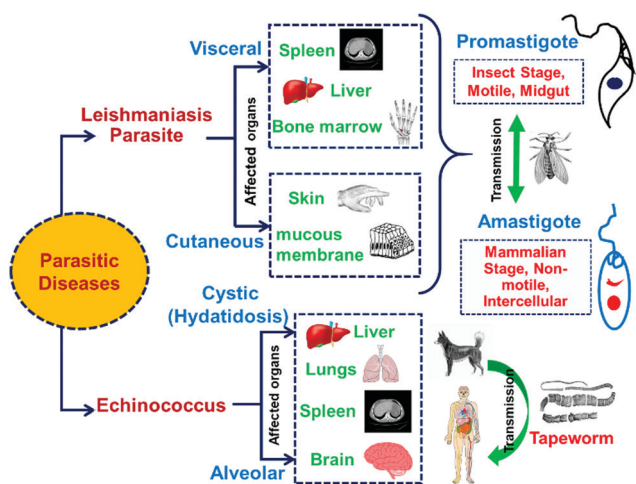 Parasitic
Diseases
Leishmaniasis
Parasite
Affected organs
Visceral
Spleen
Liver
Bone marrow
Cutaneous
Skin
mucous
membrane
Promastigote
Insect Stage,
Motile, Midgut
Transmission
Amastigote
Mammalian
Stage, Non-
motile,
Intercellular
Echinococcus
Affected organs
Cystic
(Hydatidosis)
Alveolar
Liver
Lungs
Spleen
Brain
Transmission
Tapeworm